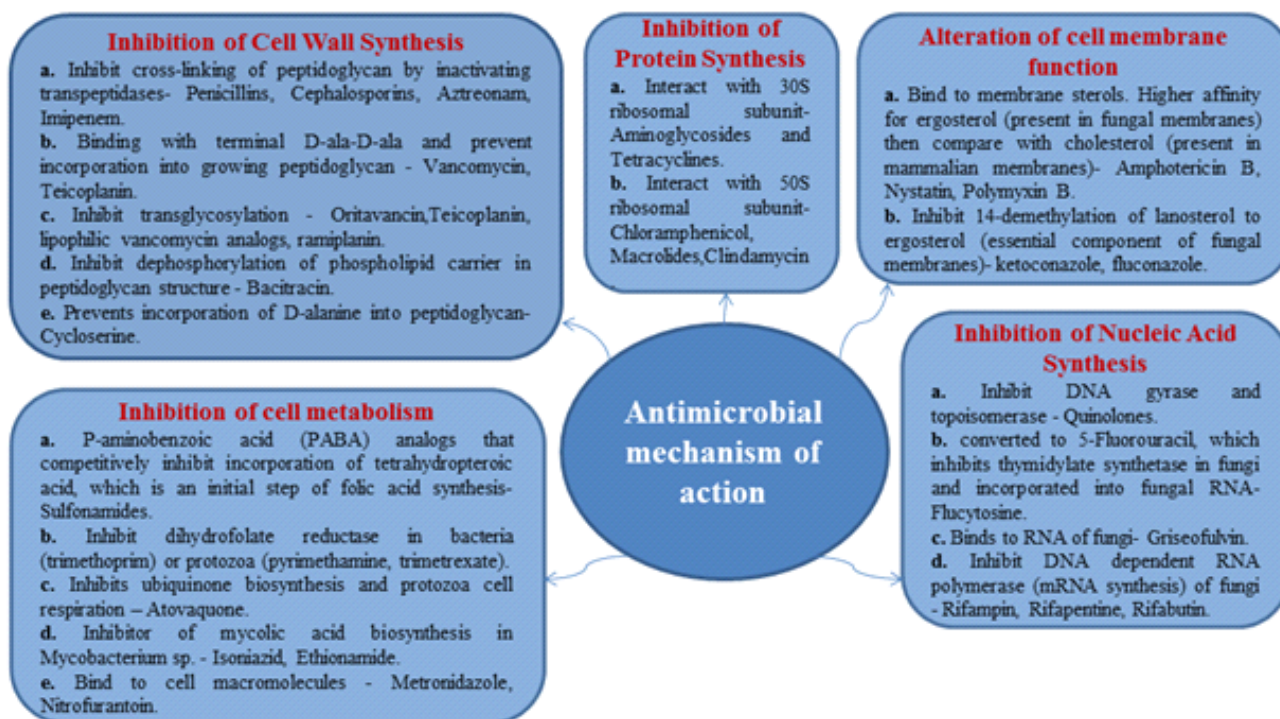 Inhibition of Cell Wall Synthesis
a. Inhibit cross-linking of peptidoglycan by inactivating
transpeptidases- Penicillins, Cephalosporins, Aztreonam,
Imipenem.
b. Binding with terminal D-ala-D-ala and prevent
incorporation into growing peptidoglycan - Vancomycin,
Teicoplanin.
c. Inhibit transglycosylation - Oritavancin,Teicoplanin,
lipophilic vancomycin analogs, ramiplanin.
d. Inhibit dephosphorylation of phospholipid carrier in
peptidoglycan structure - Bacitracin.
e. Prevents incorporation of D-alanine into peptidoglycan-
Cycloserine.
Inhibition of
Protein Synthesis
a. Interact with 30S
ribosomal subunit-
Aminoglycosides and
Tetracyclines.
b. Interact with 50S
ribosomal subunit-
Chloramphenicol,
Macrolides,Clindamycin
.
Alteration of cell membrane
function
a. Bind to membrane sterols. Higher affinity
for ergosterol (present in fungal membranes)
then compare with cholesterol (present in
mammalian membranes)- Amphotericin B,
Nystatin, Polymyxin B.
b. Inhibit 14-demethylation of lanosterol to
ergosterol (essential component of fungal
membranes)- ketoconazole, fluconazole.
Inhibition of cell metabolism
a. P-aminobenzoic acid (PABA) analogs that
competitively inhibit incorporation of tetrahydropteroic
acid, which is an initial step of folic acid synthesis-
Sulfonamides.
b. Inhibit dihydrofolate reductase in bacteria
(trimethoprim) or protozoa (pyrimethamine, trimetrexate).
c. Inhibits ubiquinone biosynthesis and protozoa cell
respiration – Atovaquone.
d. Inhibitor of mycolic acid biosynthesis in
Mycobacterium sp. - Isoniazid, Ethionamide.
e. Bind to cell macromolecules - Metronidazole,
Nitrofurantoin.
Antimicrobial
mechanism of
action
Inhibition of Nucleic Acid
Synthesis
a. Inhibit DNA gyrase and
topoisomerase - Quinolones.
b. converted to 5-Fluorouracil, which
inhibits thymidylate synthetase in fungi
and incorporated into fungal RNA-
Flucytosine.
c. Binds to RNA of fungi- Griseofulvin.
d. Inhibit DNA dependent RNA
polymerase (mRNA synthesis) of fungi
- Rifampin, Rifapentine, Rifabutin.